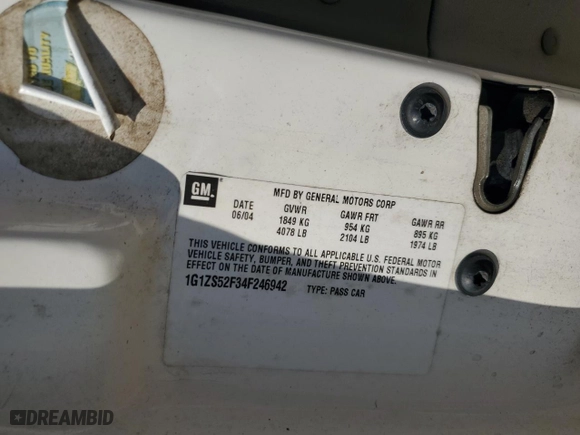 QUALITY
GM ®
MFD BY GENERAL MOTORS CORP
DATE GVWR GAWR FRT GAWR RR
06/04 1849 KG 954 KG 895 KG
4078 LB 2104 LB 1974 LB
THIS VEHICLE CONFORMS TO ALL APPLICABLE U.S. FEDERAL MOTOR
VEHICLE SAFETY, BUMPER, AND THEFT PREVENTION STANDARDS IN
EFFECT ON THE DATE OF MANUFACTURE SHOWN ABOVE.
1G1ZS52F34F246942 TYPE: PASS CAR
DREAMBID